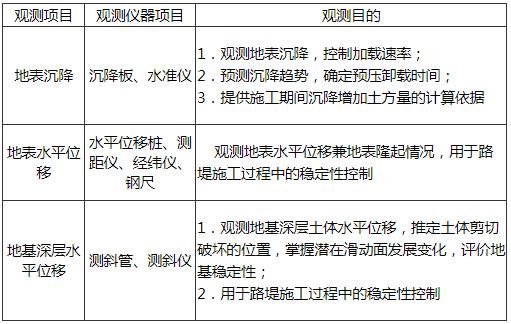 观测项目 观测仪器项目 观测目的
地表沉降 沉降板、水准仪
1．观测地表沉降，控制加载速率；
2．预测沉降趋势，确定预压卸载时间；
3．提供施工期间沉降增加土方量的计算依据
地表水平位
移
水平位移桩、测
距仪、经纬仪、
钢尺
观测地表水平位移兼地表隆起情况，用于路
堤施工过程中的稳定性控制
地基深层水
平位移
测斜管、测斜仪
1．观测地基深层土体水平位移，推定土体剪切
破坏的位置，掌握潜在滑动面发展变化，评价地
基稳定性；
2．用于路堤施工过程中的稳定性控制